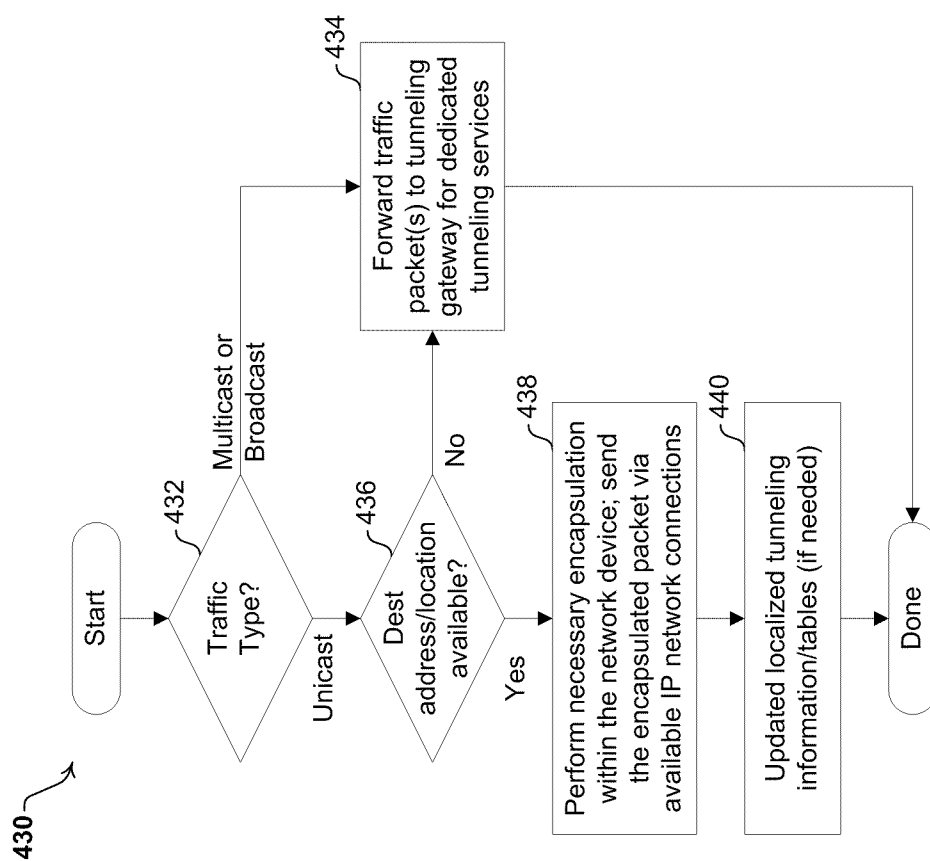 430
Start
432
Traffic
Type?
Multicast or
Broadcast
Unicast
434
Forward traffic
packet(s) to tunneling
gateway for dedicated
tunneling services
436
Dest
address/location
available?
No
Yes
438
Perform necessary encapsulation
within the network device; send
the encapsulated packet via
available IP network connections
440
Updated localized tunneling
information/tables (if needed)
Done